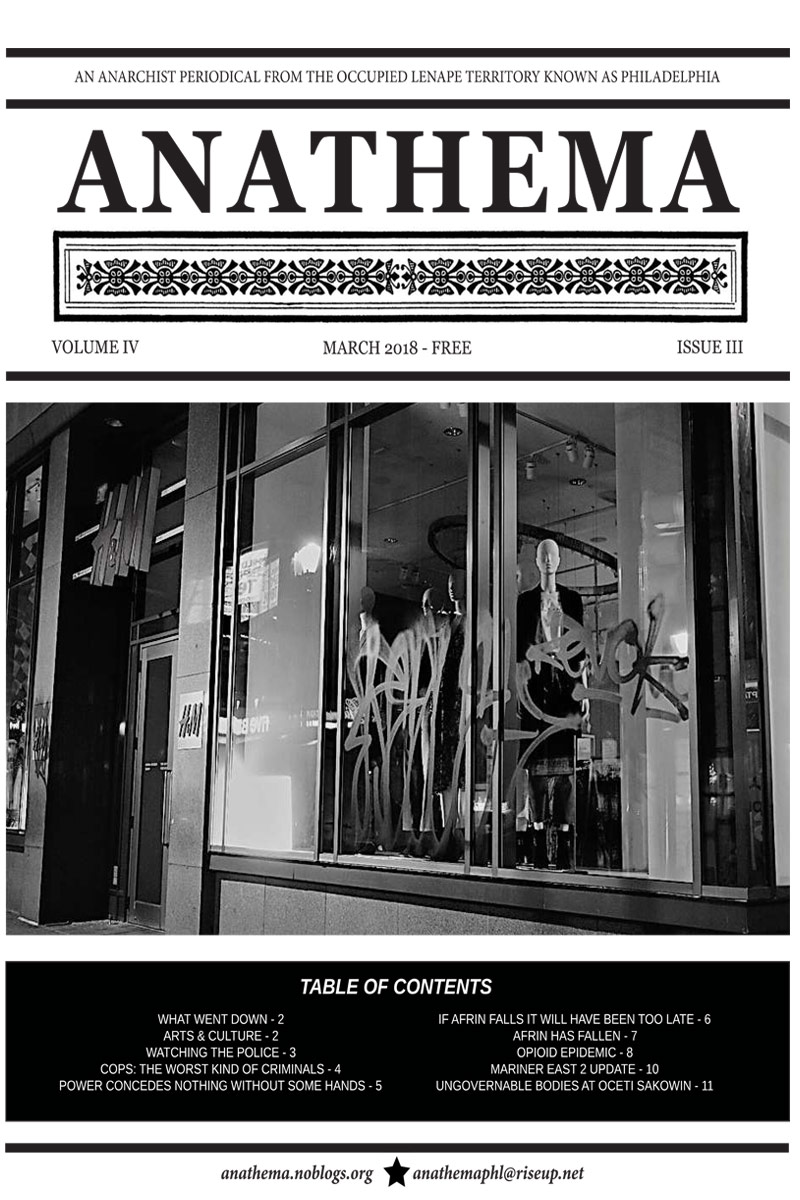 AN ANARCHIST PERIODICAL FROM THE OCCUPIED LENAPE TERRITORY KNOWN AS PHILADELPHIA
ANATHEMA
VOLUME IV
MARCH 2018 - FREE
ISSUE III
H&M
H&M
TABLE OF CONTENTS
WHAT WENT DOWN - 2
ARTS & CULTURE - 2
WATCHING THE POLICE - 3
COPS: THE WORST KIND OF CRIMINALS - 4
POWER CONCEDES NOTHING WITHOUT SOME HANDS - 5
IF AFRIN FALLS IT WILL HAVE BEEN TOO LATE - 6
AFRIN HAS FALLEN - 7
OPIOID EPIDEMIC - 8
MARINER EAST 2 UPDATE - 10
UNGOVERNABLE BODIES AT OCETI SAKOWIN - 11
anathema.noblogs.org
anathemaphl@riseup.net